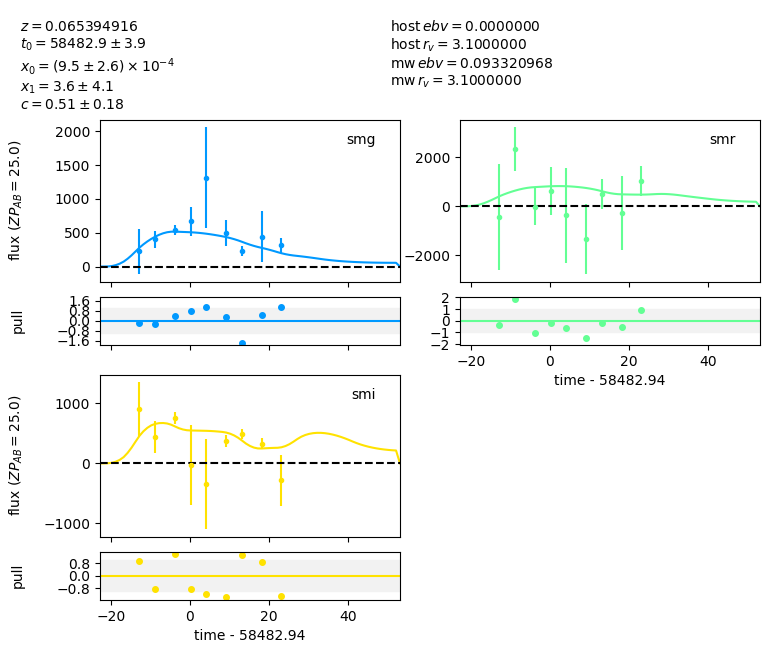 z = 0.065394916
t₀ = 58482.9 ± 3.9
x₀ = (9.5 ± 2.6) × 10⁻⁴
x₁ = 3.6 ± 4.1
c = 0.51 ± 0.18
host ebv = 0.0000000
host r_v = 3.1000000
mw ebv = 0.093320968
mw r_v = 3.1000000
smg
flux (ZP_AB = 25.0)
2000
1500
1000
500
0
smr
2000
0
−2000
pull
1.6
0.8
0.0
−0.8
−1.6
2
1
0
−1
−2
−20 0 20 40
time - 58482.94
smi
flux (ZP_AB = 25.0)
1000
0
−1000
pull
0.8
0.0
−0.8
−20 0 20 40
time - 58482.94